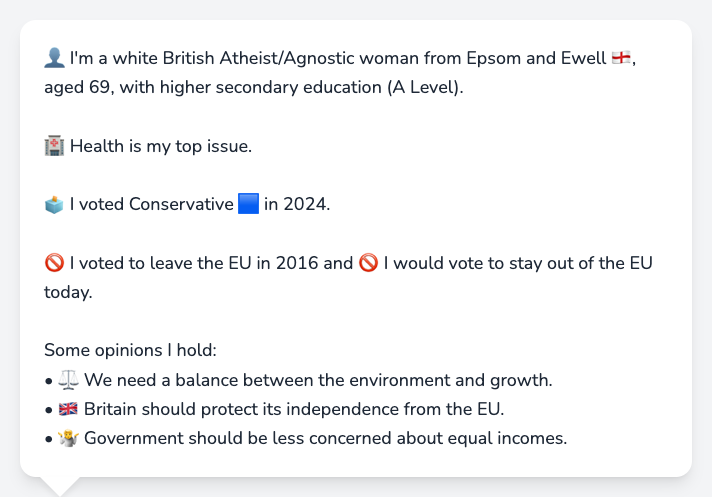 👤 I'm a white British Atheist/Agnostic woman from Epsom and Ewell 🏴󠁧󠁢󠁥󠁮󠁧󠁿,
aged 69, with higher secondary education (A Level).
🏥 Health is my top issue.
🗳️ I voted Conservative 🟦 in 2024.
🚫 I voted to leave the EU in 2016 and 🚫 I would vote to stay out of the EU
today.
Some opinions I hold:
• ⚖️ We need a balance between the environment and growth.
• 🇬🇧 Britain should protect its independence from the EU.
• 🤷 Government should be less concerned about equal incomes.